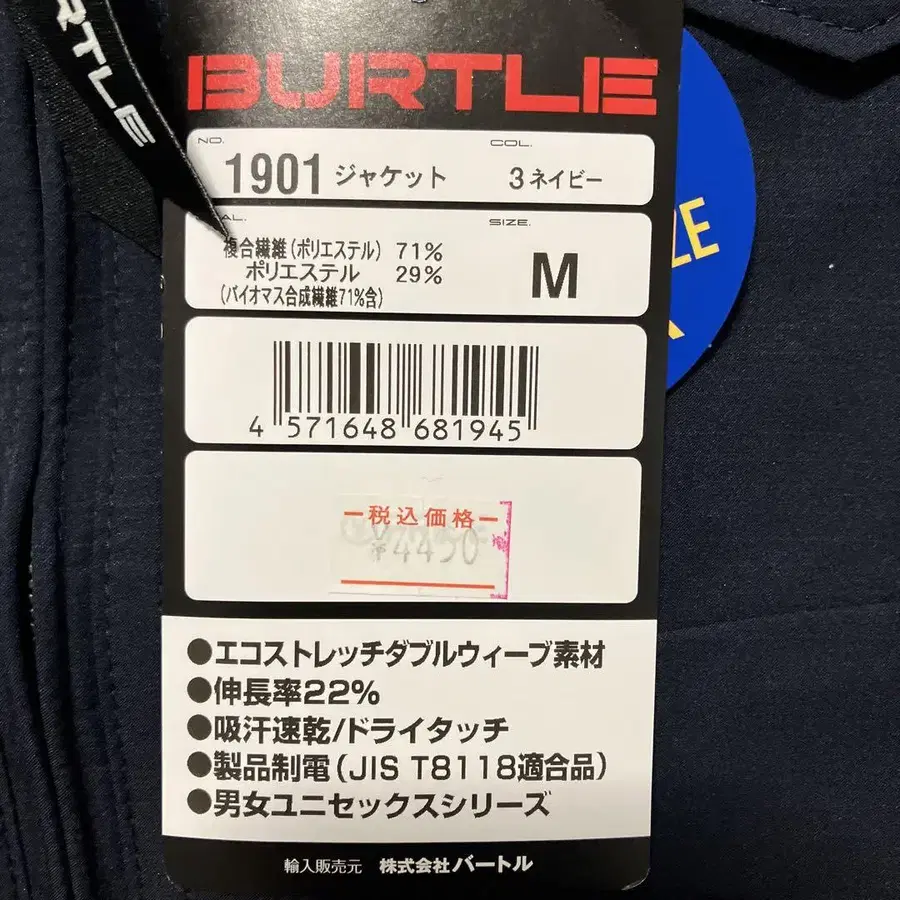 BURTLE
BURTLE
NO.
COL.
1901 ジャケット
3 ネイビー
SIZE.
複合繊維(ポリエステル) 71%
ポリエステル 29%
(バイオマス合成繊維71%含)
M
4 571648 681945
税込価格
¥4450
●エコストレッチダブルウィーブ素材
●伸長率22%
●吸汗速乾/ドライタッチ
●製品制電(JIS T8118適合品)
●男女ユニセックスシリーズ
輸入販売元 株式会社バートル